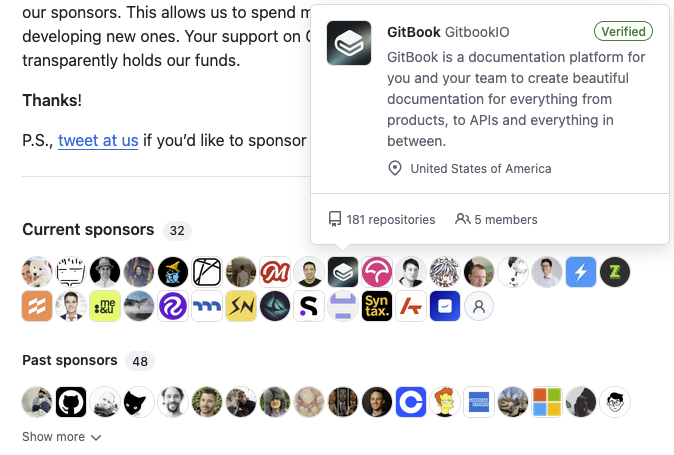 our sponsors. This allows us to spend m
developing new ones. Your support on
transparently holds our funds.
Thanks!
P.S., tweet at us if you'd like to sponsor
GitBook GitbookIO
Verified
GitBook is a documentation platform for
you and your team to create beautiful
documentation for everything from
products, to APIs and everything in
between.
United States of America
181 repositories
5 members
Current sponsors 32
me
&u
SN
Syn
tax.
Past sponsors 48
Show more